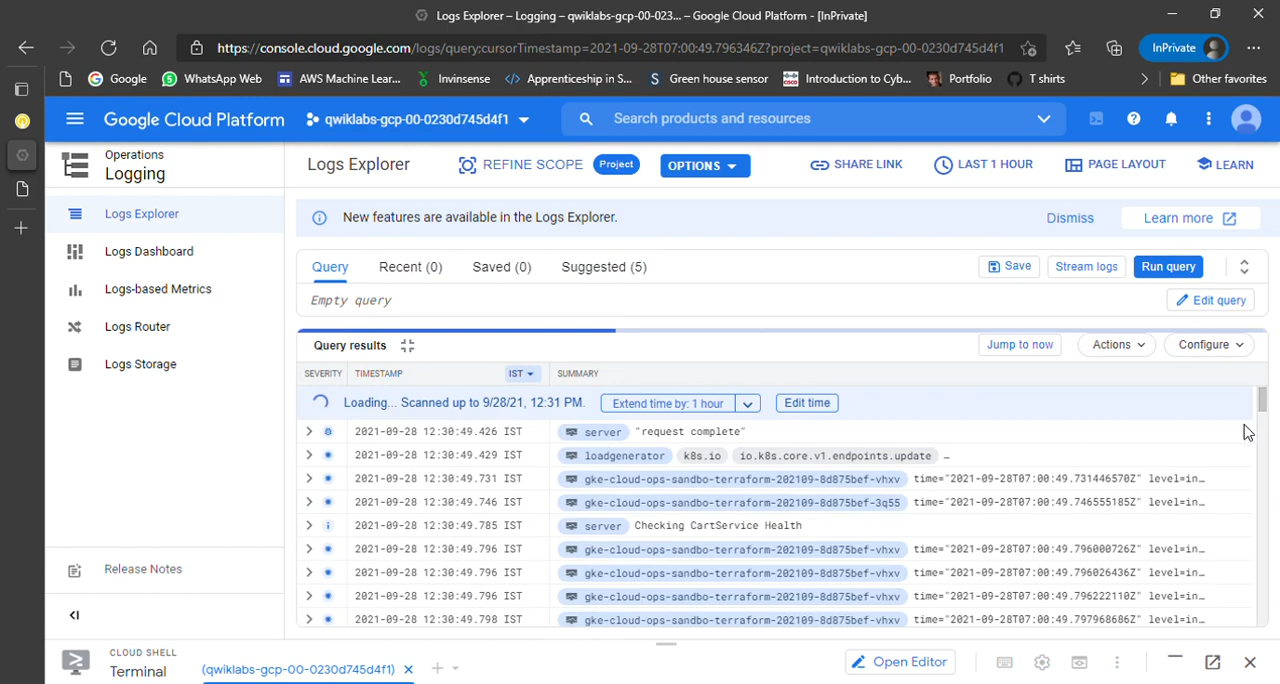 Logs Explorer – Logging – qwiklabs-gcp-00-023... – Google Cloud Platform - [InPrivate]
https://console.cloud.google.com/logs/query;cursorTimestamp=2021-09-28T07:00:49.796346Z?project=qwiklabs-gcp-00-0230d745d4f1
InPrivate
Google WhatsApp Web AWS Machine Lear... Invinsense Apprenticeship in S... Green house sensor Introduction to Cyb... Portfolio T shirts Other favorites
Google Cloud Platform qwiklabs-gcp-00-0230d745d4f1 Search products and resources
Operations
Logging
Logs Explorer REFINE SCOPE Project OPTIONS SHARE LINK LAST 1 HOUR PAGE LAYOUT LEARN
Logs Explorer
Logs Dashboard
Logs-based Metrics
Logs Router
Logs Storage
Release Notes
New features are available in the Logs Explorer. Dismiss Learn more
Query Recent (0) Saved (0) Suggested (5) Save Stream logs Run query
Empty query Edit query
Query results Jump to now Actions Configure
SEVERITY TIMESTAMP IST SUMMARY
Loading... Scanned up to 9/28/21, 12:31 PM. Extend time by: 1 hour Edit time
2021-09-28 12:30:49.426 IST server "request complete"
2021-09-28 12:30:49.429 IST loadgenerator k8s.io io.k8s.core.v1.endpoints.update …
2021-09-28 12:30:49.731 IST gke-cloud-ops-sandbo-terraform-202109-8d875bef-vhxv time="2021-09-28T07:00:49.731446570Z" level=in…
2021-09-28 12:30:49.746 IST gke-cloud-ops-sandbo-terraform-202109-8d875bef-3q55 time="2021-09-28T07:00:49.746555185Z" level=in…
2021-09-28 12:30:49.785 IST server Checking CartService Health
2021-09-28 12:30:49.796 IST gke-cloud-ops-sandbo-terraform-202109-8d875bef-vhxv time="2021-09-28T07:00:49.796000726Z" level=in…
2021-09-28 12:30:49.796 IST gke-cloud-ops-sandbo-terraform-202109-8d875bef-vhxv time="2021-09-28T07:00:49.796026436Z" level=in…
2021-09-28 12:30:49.796 IST gke-cloud-ops-sandbo-terraform-202109-8d875bef-vhxv time="2021-09-28T07:00:49.796222110Z" level=in…
2021-09-28 12:30:49.798 IST gke-cloud-ops-sandbo-terraform-202109-8d875bef-vhxv time="2021-09-28T07:00:49.797968686Z" level=in…
CLOUD SHELL
Terminal (qwiklabs-gcp-00-0230d745d4f1) Open Editor